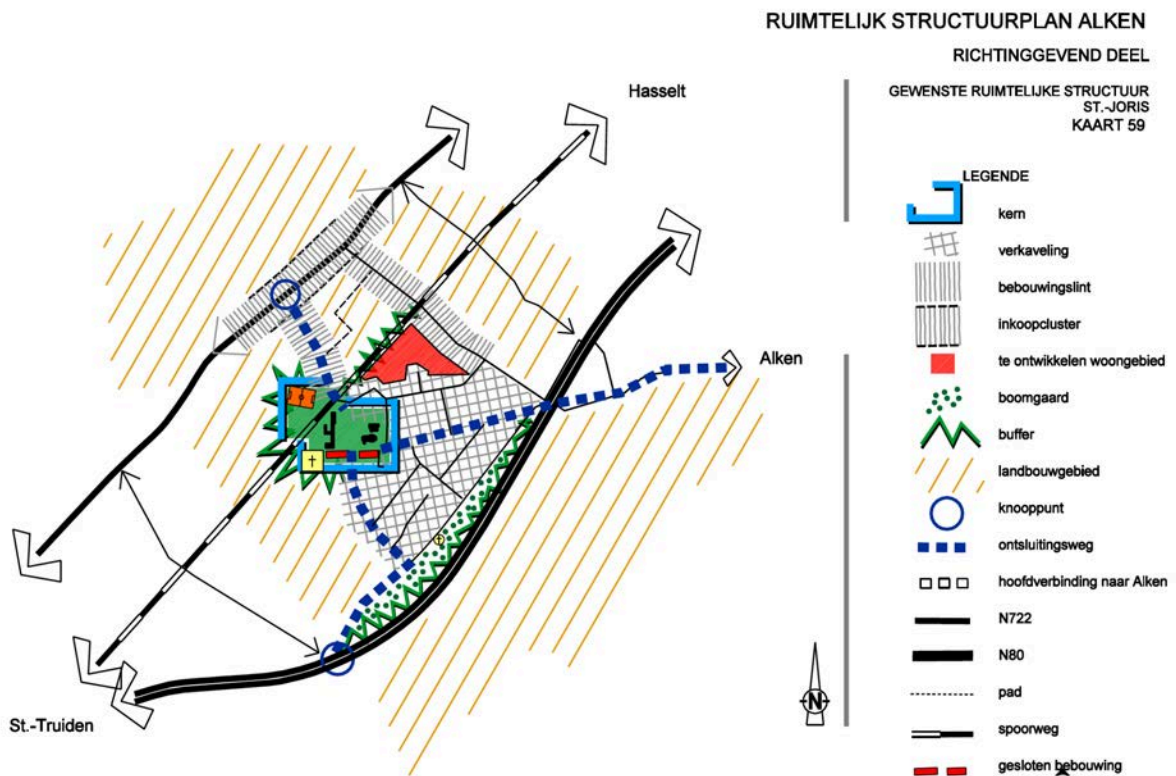 RUIMTELIJK STRUCTUURPLAN ALKEN
RICHTINGGEVEND DEEL
GEWENSTE RUIMTELIJKE STRUCTUUR
ST.-JORIS
KAART 59
Hasselt
Alken
St.-Truiden
N
LEGENDE
kern
verkaveling
bebouwingslint
inkoopcluster
te ontwikkelen woongebied
boomgaard
buffer
landbouwgebied
knooppunt
ontsluitingsweg
hoofdverbinding naar Alken
N722
N80
pad
spoorweg
gesloten bebouwing